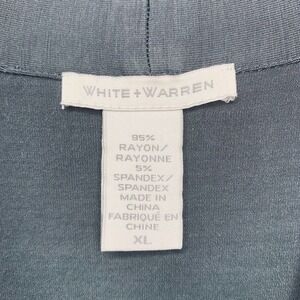 WHITE + WARREN
95%
RAYON/
RAYONNE
5%
SPANDEX/
SPANDEX
MADE IN
CHINA
FABRIQUÉ EN
CHINE
XL